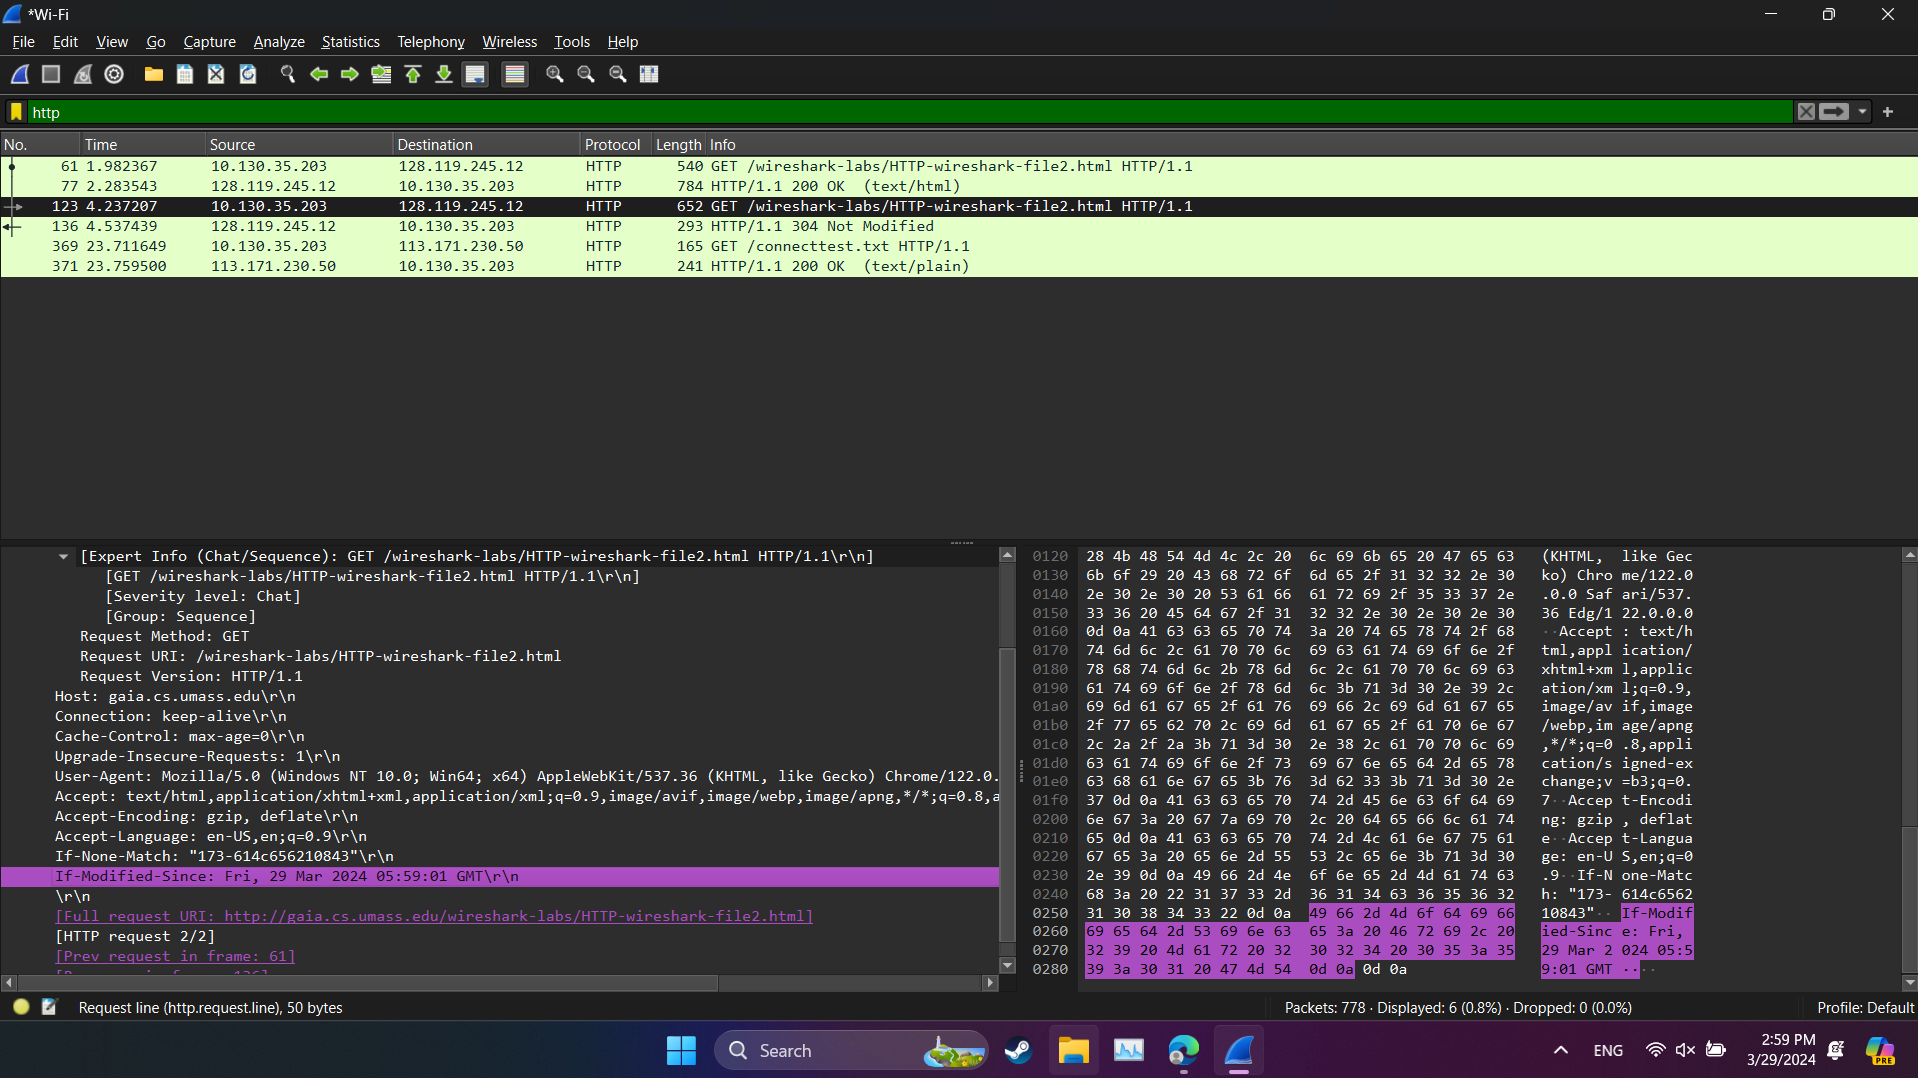 *Wi-Fi
File Edit View Go Capture Analyze Statistics Telephony Wireless Tools Help
http
No. Time Source Destination Protocol Length Info
61 1.982367 10.130.35.203 128.119.245.12 HTTP 540 GET /wireshark-labs/HTTP-wireshark-file2.html HTTP/1.1
77 2.283543 128.119.245.12 10.130.35.203 HTTP 784 HTTP/1.1 200 OK (text/html)
123 4.237207 10.130.35.203 128.119.245.12 HTTP 652 GET /wireshark-labs/HTTP-wireshark-file2.html HTTP/1.1
136 4.537439 128.119.245.12 10.130.35.203 HTTP 293 HTTP/1.1 304 Not Modified
369 23.711649 10.130.35.203 113.171.230.50 HTTP 165 GET /connecttest.txt HTTP/1.1
371 23.759500 113.171.230.50 10.130.35.203 HTTP 241 HTTP/1.1 200 OK (text/plain)
[Expert Info (Chat/Sequence): GET /wireshark-labs/HTTP-wireshark-file2.html HTTP/1.1\r\n]
[GET /wireshark-labs/HTTP-wireshark-file2.html HTTP/1.1\r\n]
[Severity level: Chat]
[Group: Sequence]
Request Method: GET
Request URI: /wireshark-labs/HTTP-wireshark-file2.html
Request Version: HTTP/1.1
Host: gaia.cs.umass.edu\r\n
Connection: keep-alive\r\n
Cache-Control: max-age=0\r\n
Upgrade-Insecure-Requests: 1\r\n
User-Agent: Mozilla/5.0 (Windows NT 10.0; Win64; x64) AppleWebKit/537.36 (KHTML, like Gecko) Chrome/122.0.
Accept: text/html,application/xhtml+xml,application/xml;q=0.9,image/avif,image/webp,image/apng,*/*;q=0.8,a
Accept-Encoding: gzip, deflate\r\n
Accept-Language: en-US,en;q=0.9\r\n
If-None-Match: "173-614c656210843"\r\n
If-Modified-Since: Fri, 29 Mar 2024 05:59:01 GMT\r\n
\r\n
[Full request URI: http://gaia.cs.umass.edu/wireshark-labs/HTTP-wireshark-file2.html]
[HTTP request 2/2]
[Prev request in frame: 61]
0120 28 4b 48 54 4d 4c 2c 20 6c 69 6b 65 20 47 65 63 (KHTML, like Gec
0130 6b 6f 29 20 43 68 72 6f 6d 65 2f 31 32 32 2e 30 ko) Chro me/122.0
0140 2e 30 2e 30 20 53 61 66 61 72 69 2f 35 33 37 2e .0.0 Saf ari/537.
0150 33 36 20 45 64 67 2f 31 32 32 2e 30 2e 30 2e 30 36 Edg/1 22.0.0.0
0160 0d 0a 41 63 63 65 70 74 3a 20 74 65 78 74 2f 68 ··Accept : text/h
0170 74 6d 6c 2c 61 70 70 6c 69 63 61 74 69 6f 6e 2f tml,appl ication/
0180 78 68 74 6d 6c 2b 78 6d 6c 2c 61 70 70 6c 69 63 xhtml+xm l,applic
0190 61 74 69 6f 6e 2f 78 6d 6c 3b 71 3d 30 2e 39 2c ation/xm l;q=0.9,
01a0 69 6d 61 67 65 2f 61 76 69 66 2c 69 6d 61 67 65 image/av if,image
01b0 2f 77 65 62 70 2c 69 6d 61 67 65 2f 61 70 6e 67 /webp,im age/apng
01c0 2c 2a 2f 2a 3b 71 3d 30 2e 38 2c 61 70 70 6c 69 ,*/*;q=0 .8,appli
01d0 63 61 74 69 6f 6e 2f 73 69 67 6e 65 64 2d 65 78 cation/s igned-ex
01e0 63 68 61 6e 67 65 3b 76 3d 62 33 3b 71 3d 30 2e change;v =b3;q=0.
01f0 37 0d 0a 41 63 63 65 70 74 2d 45 6e 63 6f 64 69 7··Accep t-Encodi
0200 6e 67 3a 20 67 7a 69 70 2c 20 64 65 66 6c 61 74 ng: gzip , deflat
0210 65 0d 0a 41 63 63 65 70 74 2d 4c 61 6e 67 75 61 e··Accep t-Langua
0220 67 65 3a 20 65 6e 2d 55 53 2c 65 6e 3b 71 3d 30 ge: en-U S,en;q=0
0230 2e 39 0d 0a 49 66 2d 4e 6f 6e 65 2d 4d 61 74 63 .9··If-N one-Matc
0240 68 3a 20 22 31 37 33 2d 36 31 34 63 36 35 36 32 h: "173- 614c6562
0250 31 30 38 34 33 22 0d 0a 49 66 2d 4d 6f 64 69 66 10843"·· If-Modif
0260 69 65 64 2d 53 69 6e 63 65 3a 20 46 72 69 2c 20 ied-Sinc e: Fri,
0270 32 39 20 4d 61 72 20 32 30 32 34 20 30 35 3a 35 29 Mar 2 024 05:5
0280 39 3a 30 31 20 47 4d 54 0d 0a 0d 0a 9:01 GMT ····
Request line (http.request.line), 50 bytes
Packets: 778 · Displayed: 6 (0.8%) · Dropped: 0 (0.0%)
Profile: Default
Search
ENG
2:59 PM
3/29/2024
PRE